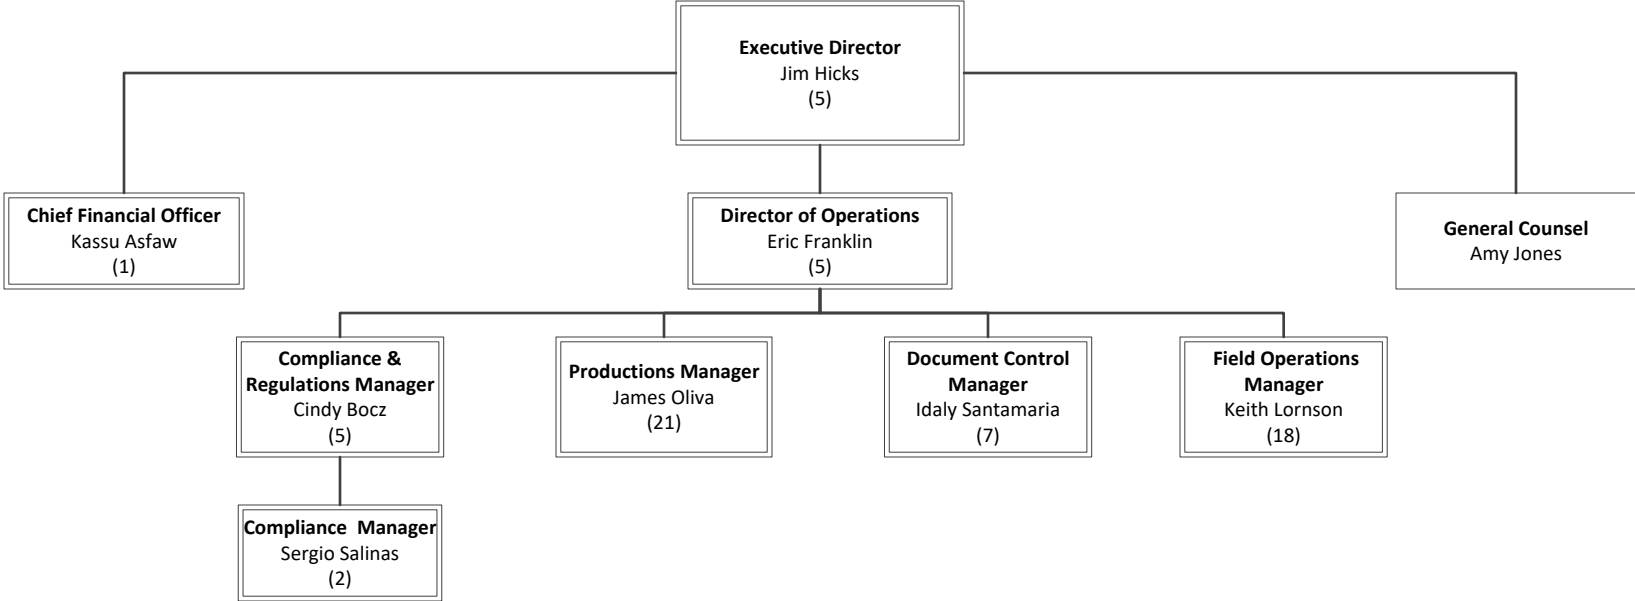 Executive Director
Jim Hicks
(5)
Chief Financial Officer
Kassu Asfaw
(1)
Director of Operations
Eric Franklin
(5)
General Counsel
Amy Jones
Compliance &
Regulations Manager
Cindy Bocz
(5)
Productions Manager
James Oliva
(21)
Document Control
Manager
Idaly Santamaria
(7)
Field Operations
Manager
Keith Lornson
(18)
Compliance  Manager
Sergio Salinas
(2)